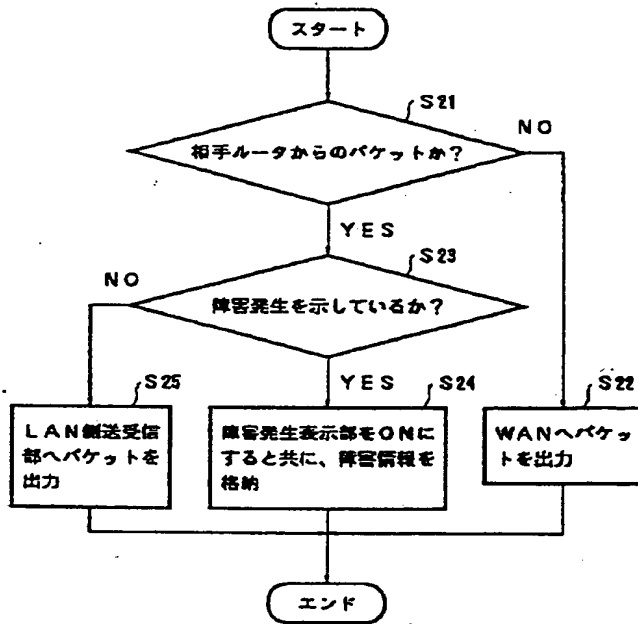 スタート
S21
相手ルータからのパケットか?
NO
YES
S23
NO
障害発生を示しているか?
YES
S25
S24
S22
LAN側送受信
部へパケットを
出力
障害発生表示部をONに
すると共に、障害情報を
格納
WANへパケッ
トを出力
エンド